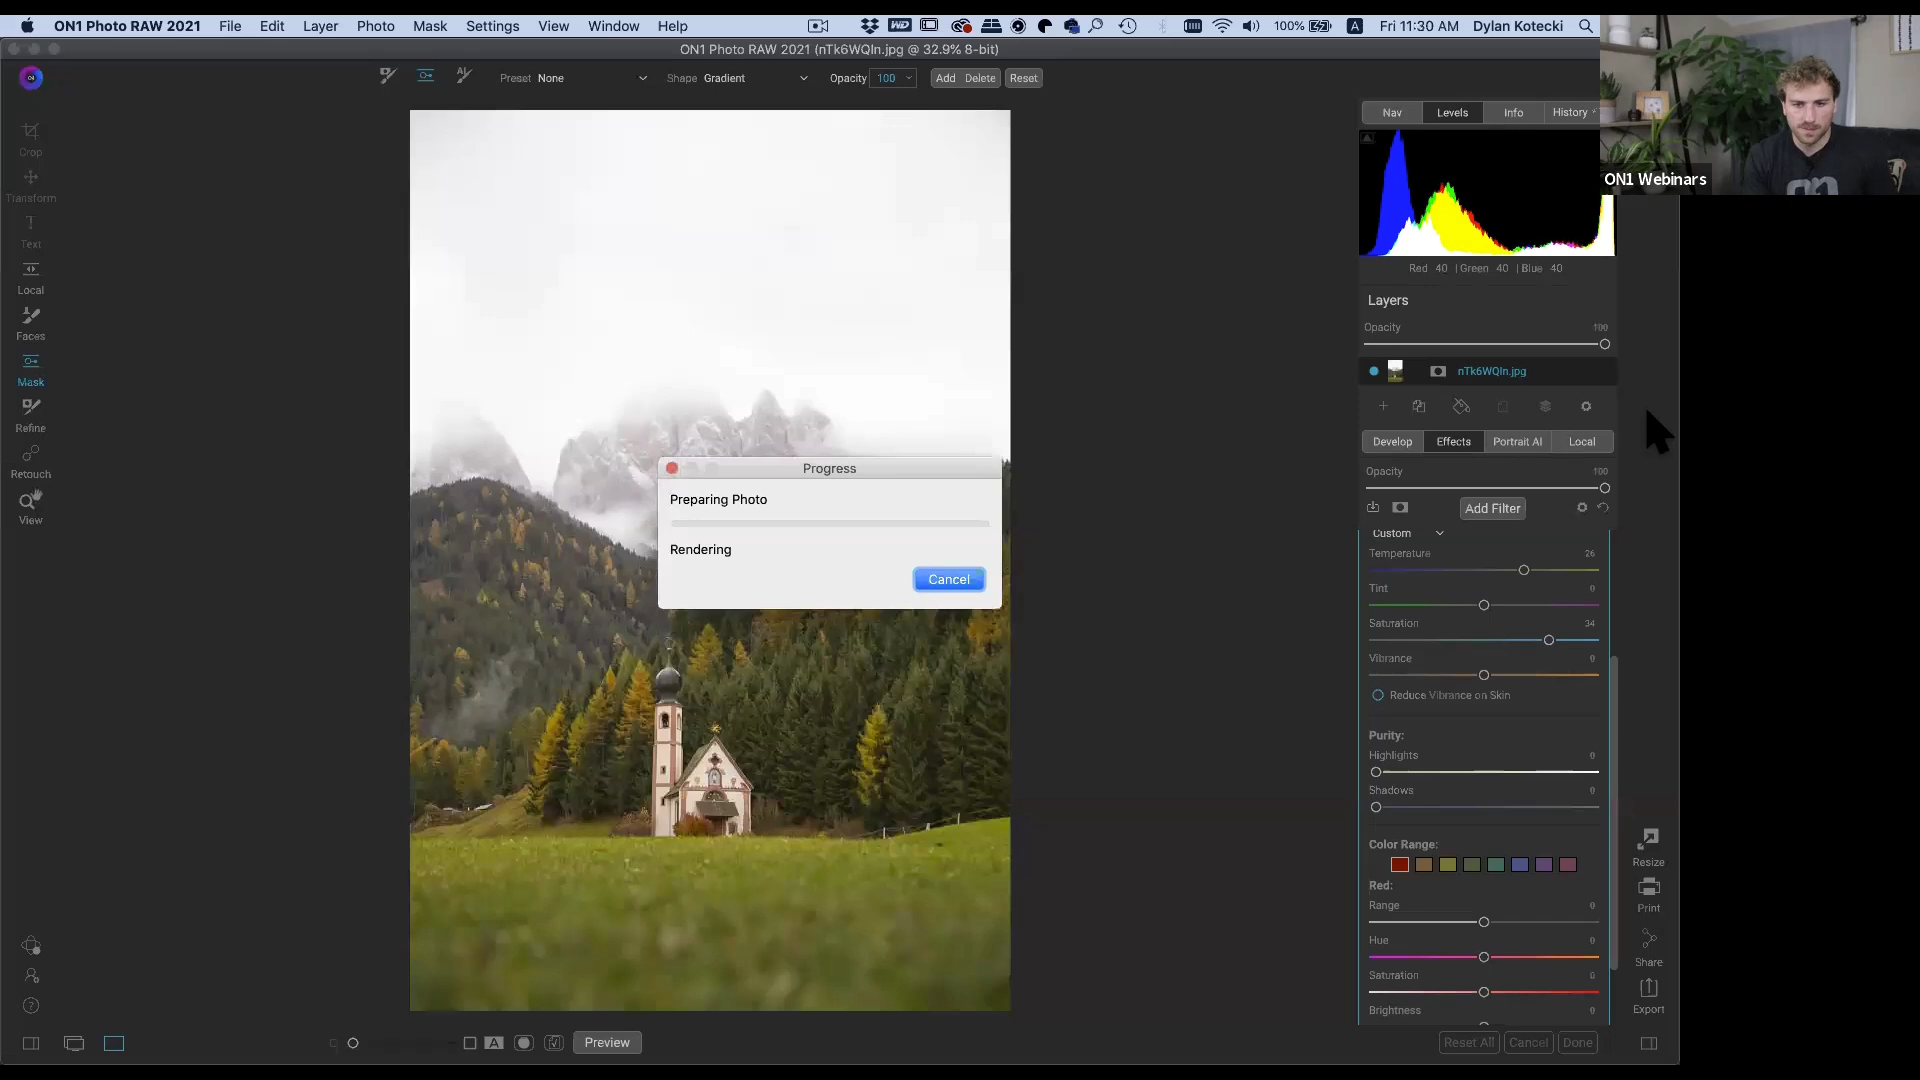 ON1 Photo RAW 2021 File Edit Layer Photo Mask Settings View Window Help 100% A Fri 11:30 AM Dylan Kotecki
ON1 Photo RAW 2021 (nTk6WQIn.jpg @ 32.9% 8-bit)
Preset None Shape Gradient Opacity 100 Add Delete Reset
Crop
Transform
Text
Local
Faces
Mask
Refine
Retouch
View
Progress
Preparing Photo
Rendering
Cancel
Nav Levels Info History
Red 40 | Green 40 | Blue 40
Layers
Opacity 100
nTk6WQIn.jpg
Develop Effects Portrait AI Local
Opacity 100
Add Filter
Custom
Temperature 26
Tint 0
Saturation 34
Vibrance 0
Reduce Vibrance on Skin
Purity:
Highlights 0
Shadows 0
Color Range:
Red:
Range 0
Hue 0
Saturation 0
Brightness 0
Resize
Print
Share
Export
A Preview
Reset All Cancel Done
ON1 Webinars
on